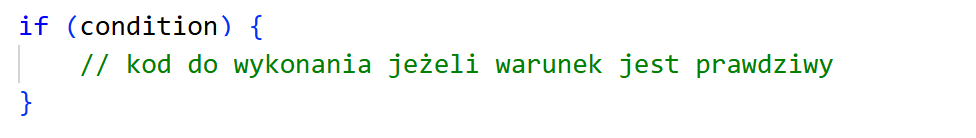 if (condition) {
    // kod do wykonania jeżeli warunek jest prawdziwy
}